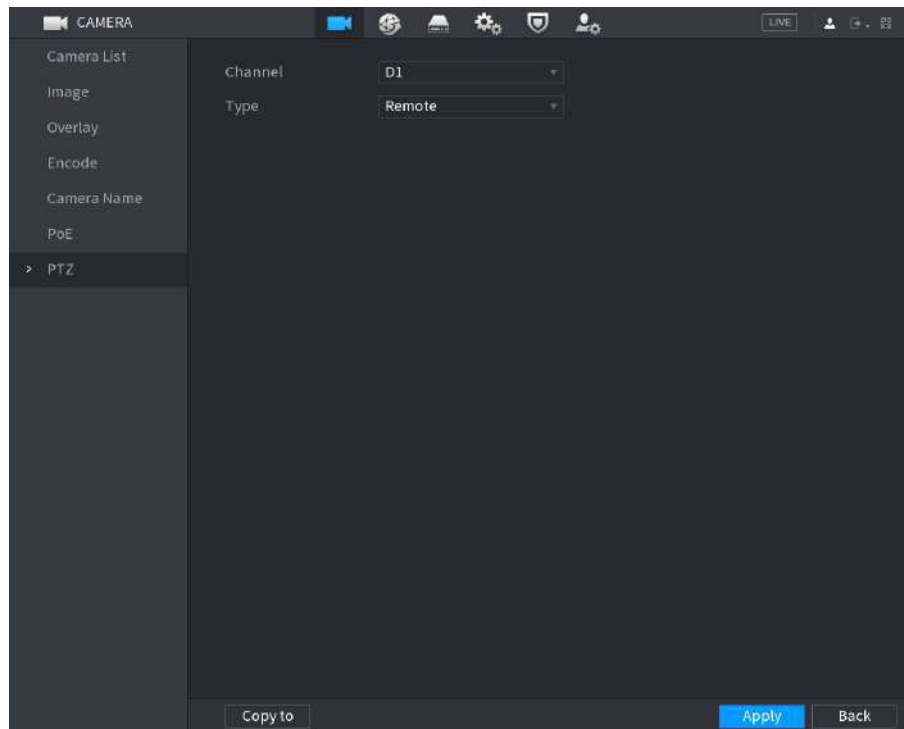 CAMERA
LIVE
Camera List
Image
Overlay
Encode
Camera Name
PoE
> PTZ
Channel D1
Type Remote
Copy to
Apply
Back